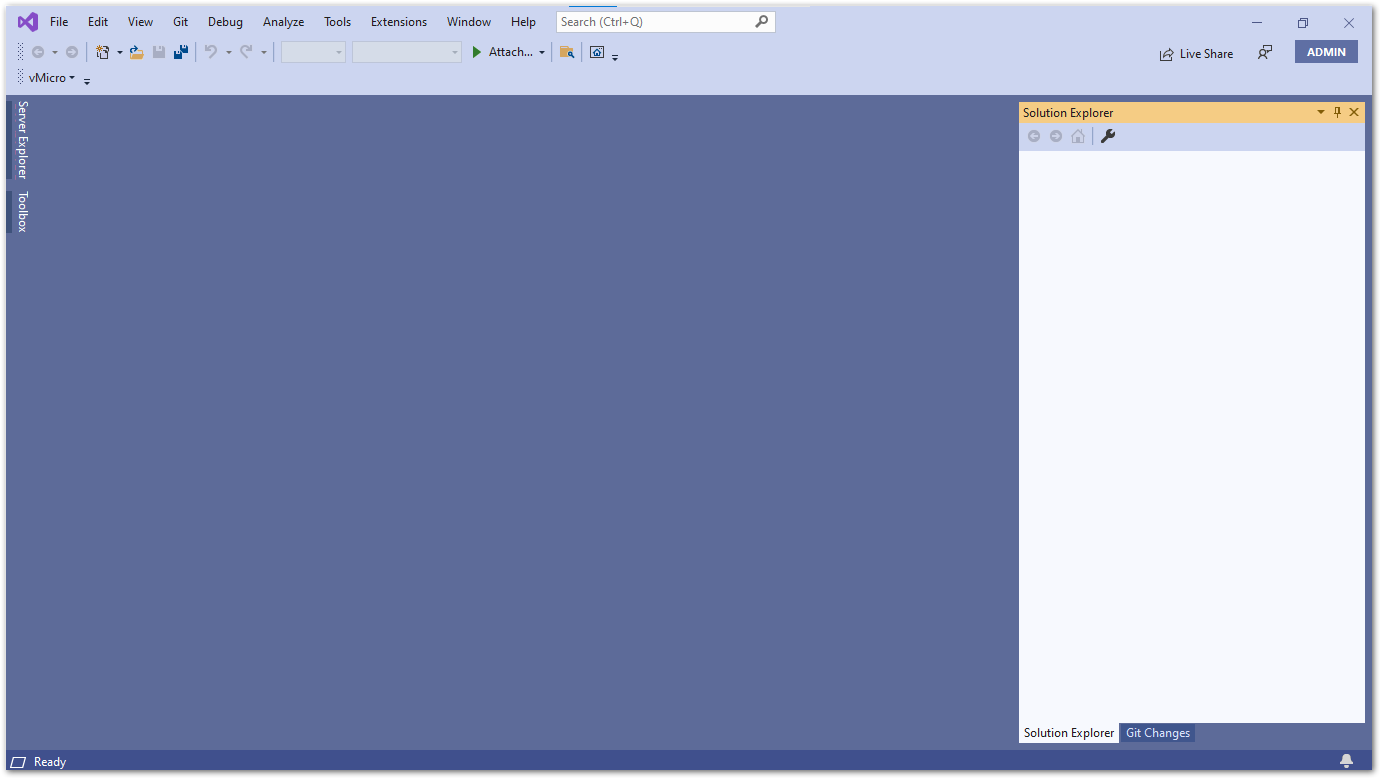 File Edit View Git Debug Analyze Tools Extensions Window Help Search (Ctrl+Q)
Attach... Live Share ADMIN
vMicro
Server Explorer
Toolbox
Solution Explorer
Solution Explorer Git Changes
Ready